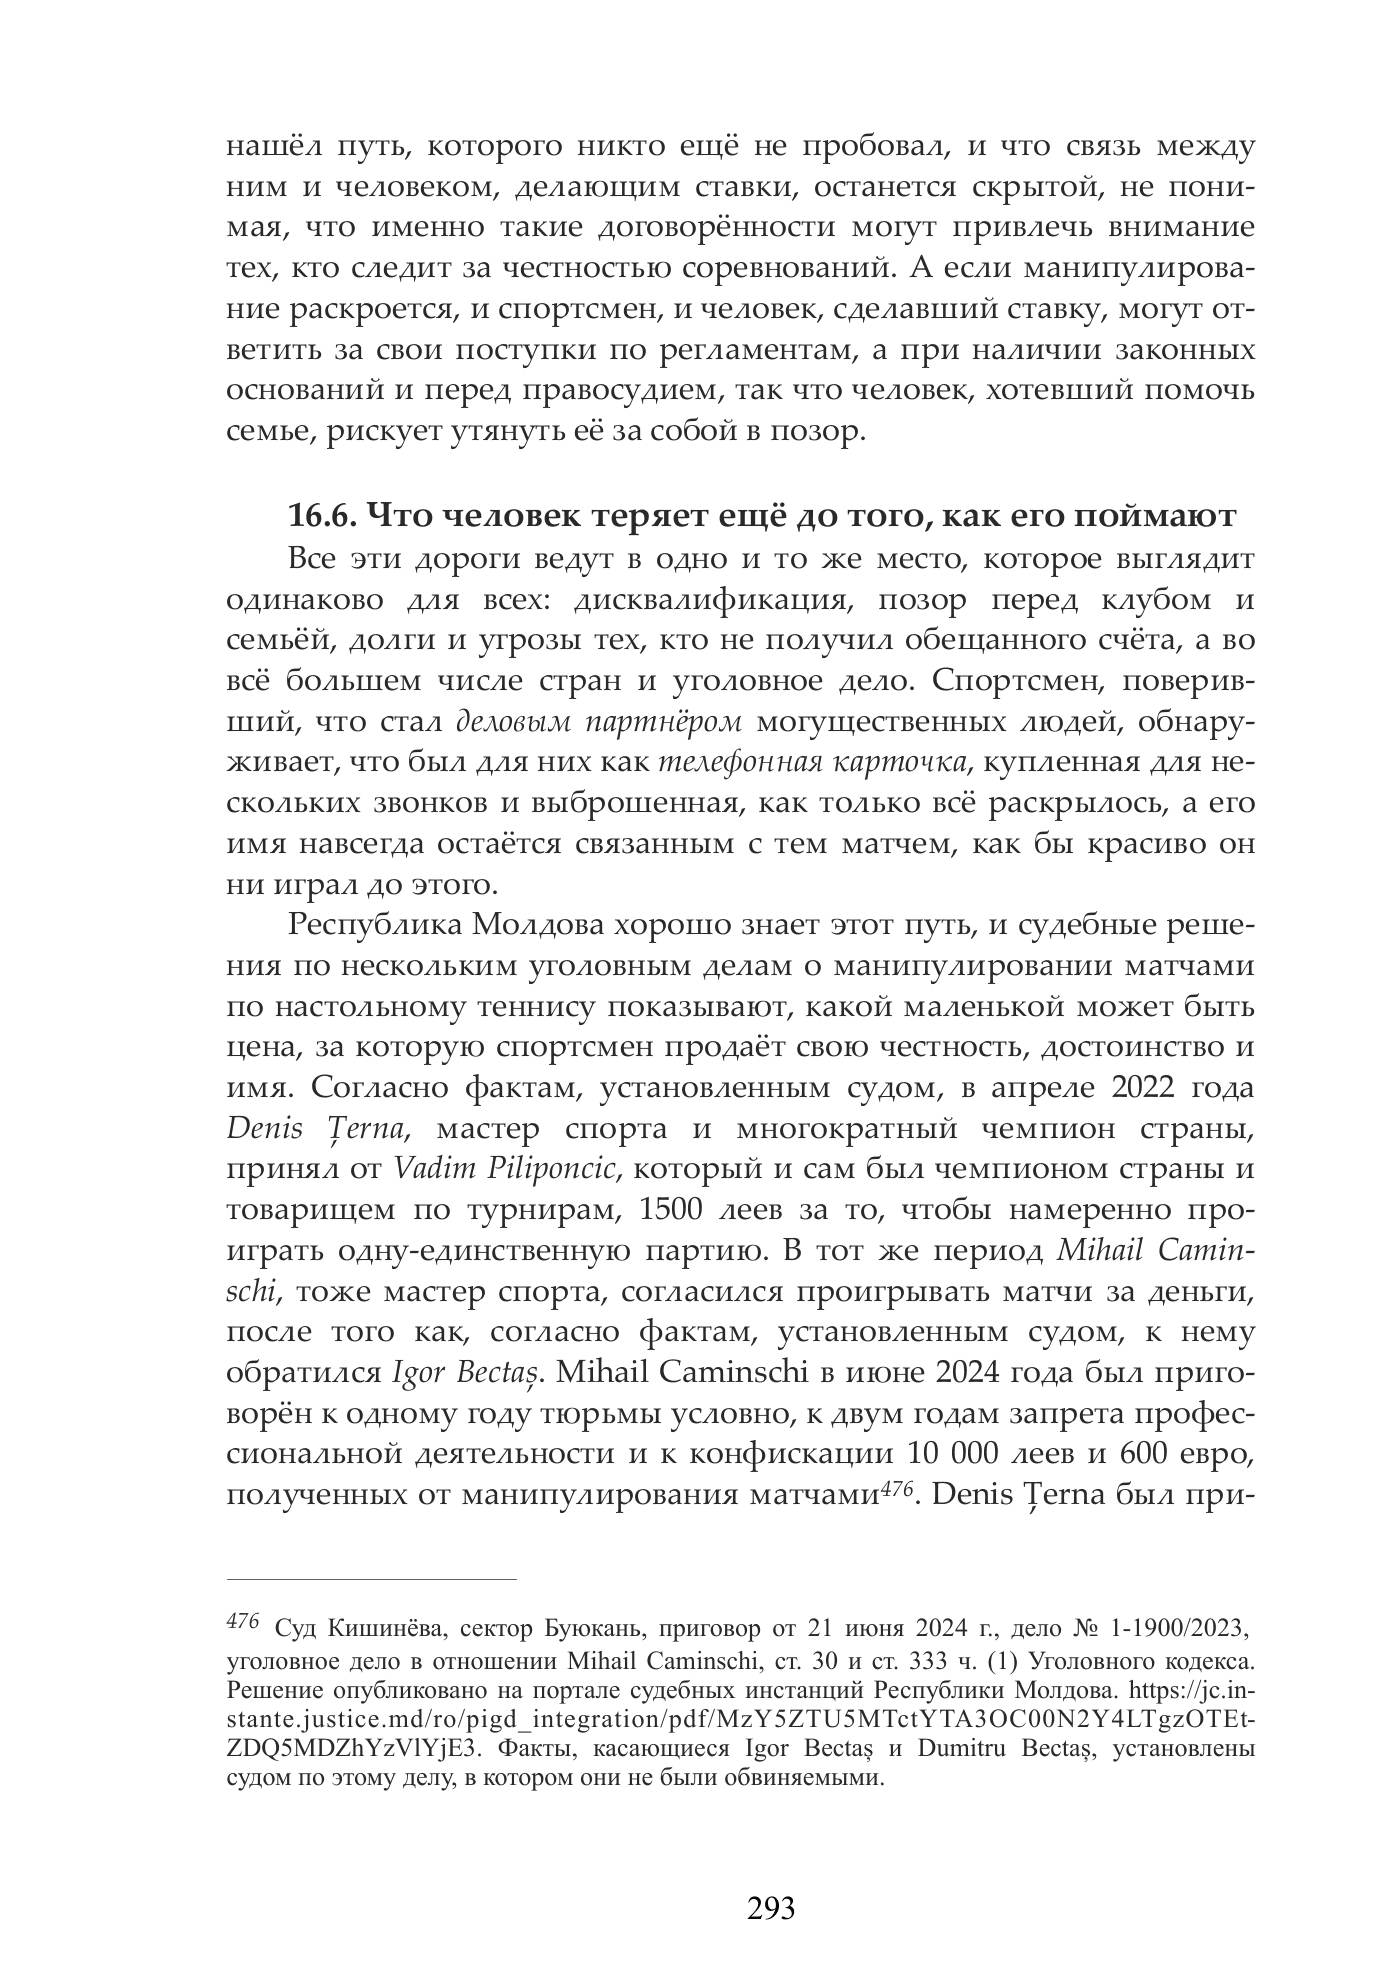 нашёл путь, которого никто ещё не пробовал, и что связь между
ним и человеком, делающим ставки, останется скрытой, не пони-
мая, что именно такие договорённости могут привлечь внимание
тех, кто следит за честностью соревнований. А если манипулирова-
ние раскроется, и спортсмен, и человек, сделавший ставку, могут от-
ветить за свои поступки по регламентам, а при наличии законных
оснований и перед правосудием, так что человек, хотевший помочь
семье, рискует утянуть её за собой в позор.
16.6. Что человек теряет ещё до того, как его поймают
Все эти дороги ведут в одно и то же место, которое выглядит
одинаково для всех: дисквалификация, позор перед клубом и
семьёй, долги и угрозы тех, кто не получил обещанного счёта, а во
всё большем числе стран и уголовное дело. Спортсмен, поверив-
ший, что стал деловым партнёром могущественных людей, обнару-
живает, что был для них как телефонная карточка, купленная для не-
скольких звонков и выброшенная, как только всё раскрылось, а его
имя навсегда остаётся связанным с тем матчем, как бы красиво он
ни играл до этого.
Республика Молдова хорошо знает этот путь, и судебные реше-
ния по нескольким уголовным делам о манипулировании матчами
по настольному теннису показывают, какой маленькой может быть
цена, за которую спортсмен продаёт свою честность, достоинство и
имя. Согласно фактам, установленным судом, в апреле 2022 года
Denis Țerna, мастер спорта и многократный чемпион страны,
принял от Vadim Piliponcic, который и сам был чемпионом страны и
товарищем по турнирам, 1500 леев за то, чтобы намеренно про-
играть одну-единственную партию. В тот же период Mihail Camin-
schi, тоже мастер спорта, согласился проигрывать матчи за деньги,
после того как, согласно фактам, установленным судом, к нему
обратился Igor Bectaș. Mihail Caminschi в июне 2024 года был приго-
ворён к одному году тюрьмы условно, к двум годам запрета профес-
сиональной деятельности и к конфискации 10 000 леев и 600 евро,
полученных от манипулирования матчами476. Denis Țerna был при-
476 Суд Кишинёва, сектор Буюкань, приговор от 21 июня 2024 г., дело № 1-1900/2023,
уголовное дело в отношении Mihail Caminschi, ст. 30 и ст. 333 ч. (1) Уголовного кодекса.
Решение опубликовано на портале судебных инстанций Республики Молдова. https://jc.in-
stante.justice.md/ro/pigd_integration/pdf/MzY5ZTU5MTctYTA3OC00N2Y4LTgzOTEt-
ZDQ5MDZhYzVlYjE3. Факты, касающиеся Igor Bectaș и Dumitru Bectaș, установлены
судом по этому делу, в котором они не были обвиняемыми.
293